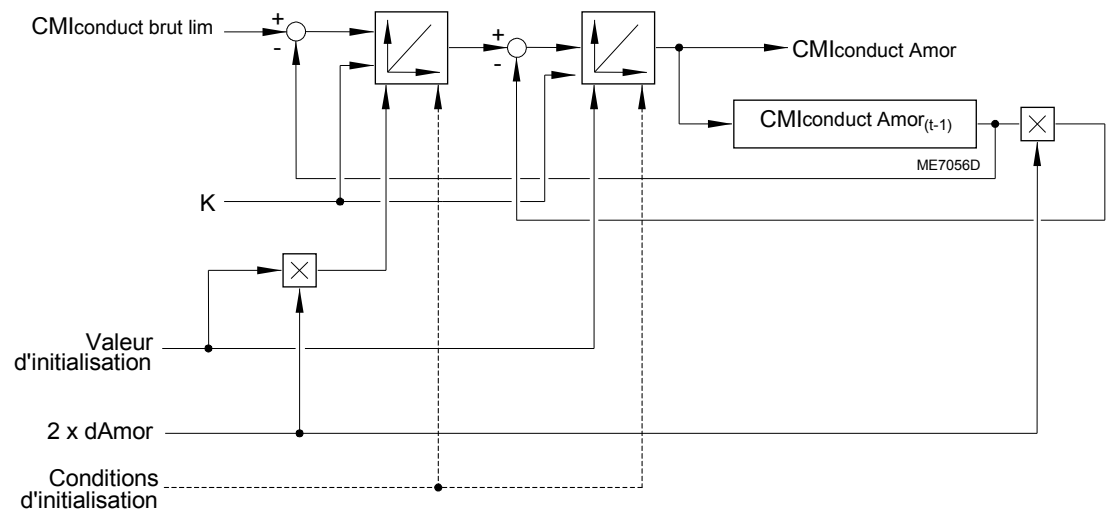 CMIconduct brut lim
+
-
+
-
CMIconduct Amor
CMIconduct Amor(t-1)
ME7056D
K
Valeur
d'initialisation
2 x dAmor
Conditions
d'initialisation